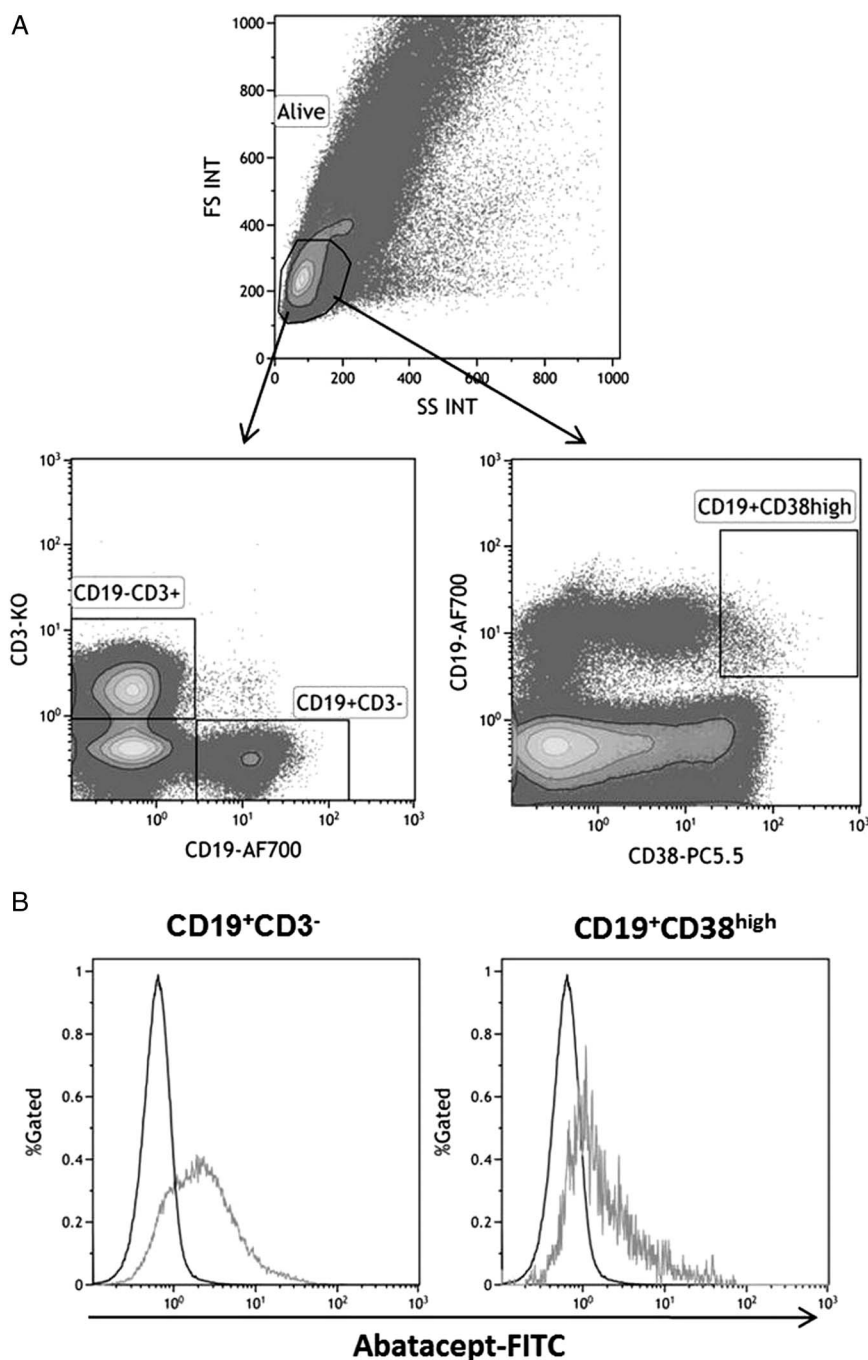 A
1000
Alive
800
FS INT
600
400
200
0
0 200 400 600 800 1000
SS INT
10³
10²
CD19-CD3+
CD3-KO
10¹
CD19+CD3-
10⁰
10⁰ 10¹ 10² 10³
CD19-AF700
10³
CD19+CD38high
10²
CD19-AF700
10¹
10⁰
10⁰ 10¹ 10² 10³
CD38-PC5.5
B
CD19⁺CD3⁻
1
0.8
0.6
%Gated
0.4
0.2
0
10⁰ 10¹ 10² 10³
CD19⁺CD38ʰⁱᵍʰ
1
0.8
0.6
%Gated
0.4
0.2
0
10⁰ 10¹ 10² 10³
Abatacept-FITC